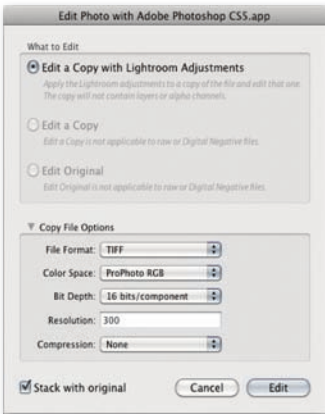 Edit Photo with Adobe Photoshop CS5.app
What to Edit
Edit a Copy with Lightroom Adjustments
Apply the Lightroom adjustments to a copy of the file and edit that one.
The copy will not contain layers or alpha channels.
Edit a Copy
Edit a Copy is not applicable to raw or Digital Negative files.
Edit Original
Edit Original is not applicable to raw or Digital Negative files.
Copy File Options
File Format: TIFF
Color Space: ProPhoto RGB
Bit Depth: 16 bits/component
Resolution: 300
Compression: None
Stack with original Cancel Edit